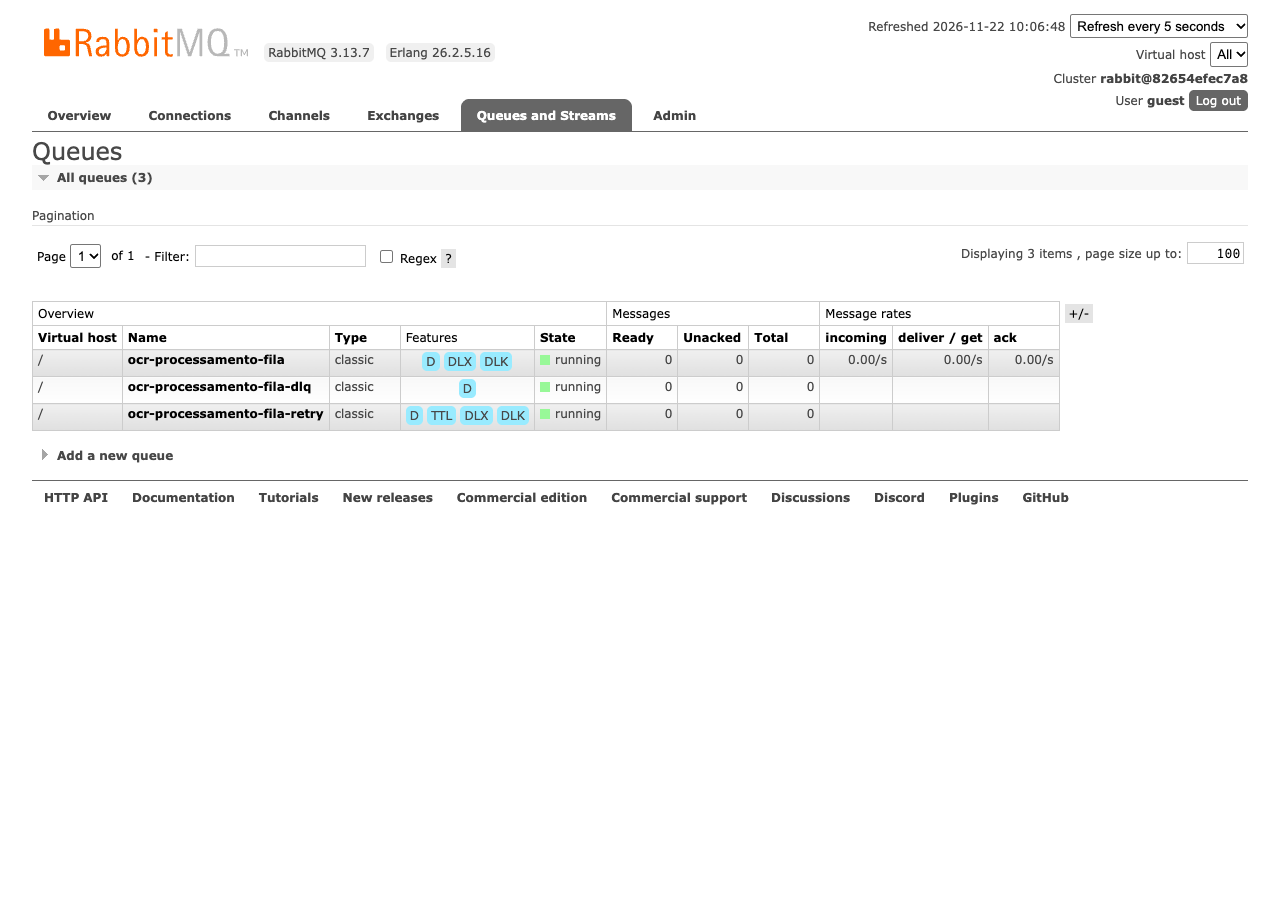 RabbitMQ TM RabbitMQ 3.13.7 Erlang 26.2.5.16
Refreshed 2026-11-22 10:06:48 Refresh every 5 seconds
Virtual host All
Cluster rabbit@82654efec7a8
User guest Log out
Overview Connections Channels Exchanges Queues and Streams Admin
Queues
All queues (3)
Pagination
Page 1 of 1 - Filter: Regex ? Displaying 3 items , page size up to: 100
Overview Messages Message rates +/-
Virtual host Name Type Features State Ready Unacked Total incoming deliver / get ack
/ ocr-processamento-fila classic D DLX DLK running 0 0 0 0.00/s 0.00/s 0.00/s
/ ocr-processamento-fila-dlq classic D running 0 0 0
/ ocr-processamento-fila-retry classic D TTL DLX DLK running 0 0 0
Add a new queue
HTTP API Documentation Tutorials New releases Commercial edition Commercial support Discussions Discord Plugins GitHub